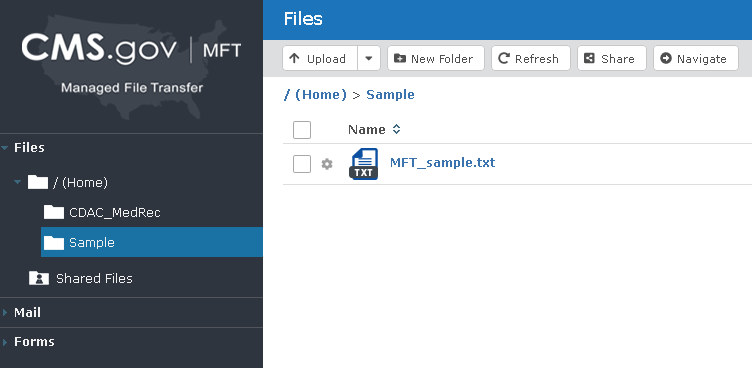 CMS.gov | MFT
Managed File Transfer
Files
/ (Home)
CDAC_MedRec
Sample
Shared Files
Mail
Forms
Files
Upload New Folder Refresh Share Navigate
/ (Home) > Sample
Name
TXT MFT_sample.txt